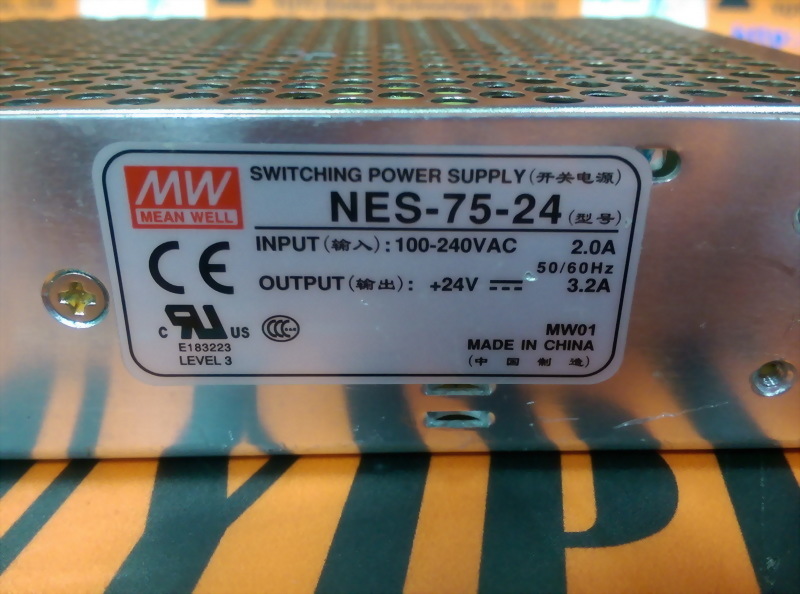 MW
MEAN WELL
SWITCHING POWER SUPPLY(开关电源)
NES-75-24(型号)
INPUT(输入):100-240VAC 2.0A
50/60Hz
OUTPUT(输出): +24V 3.2A
CE
c RU US
CCC
E183223
LEVEL 3
MW01
MADE IN CHINA
(中国制造)